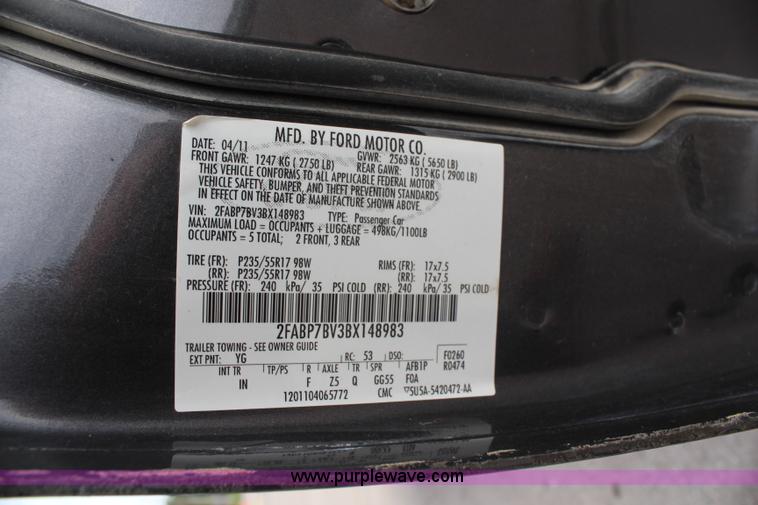 MFD. BY FORD MOTOR CO.
DATE: 04/11 GVWR: 2563 KG ( 5650 LB)
FRONT GAWR: 1247 KG ( 2750 LB) REAR GAWR: 1315 KG ( 2900 LB)
THIS VEHICLE CONFORMS TO ALL APPLICABLE FEDERAL MOTOR
VEHICLE SAFETY, BUMPER, AND THEFT PREVENTION STANDARDS
IN EFFECT ON THE DATE OF MANUFACTURE SHOWN ABOVE.
VIN: 2FABP7BV3BX148983 TYPE: Passenger Car
MAXIMUM LOAD = OCCUPANTS + LUGGAGE = 498KG/1100LB
OCCUPANTS = 5 TOTAL; 2 FRONT, 3 REAR
TIRE (FR): P235/55R17 98W RIMS (FR): 17x7.5
(RR): P235/55R17 98W (RR): 17x7.5
PRESSURE (FR): 240 kPa/ 35 PSI COLD (RR): 240 kPa/ 35 PSI COLD
2FABP7BV3BX148983
TRAILER TOWING - SEE OWNER GUIDE
EXT PNT: YG RC: 53 DSO: F0260
INT TR TP/PS R AXLE TR SPR AFB1P R0474
IN F Z5 Q GG55 FOA
1201104065772 CMC ▽5U5A-5420472-AA
www.purplewave.com